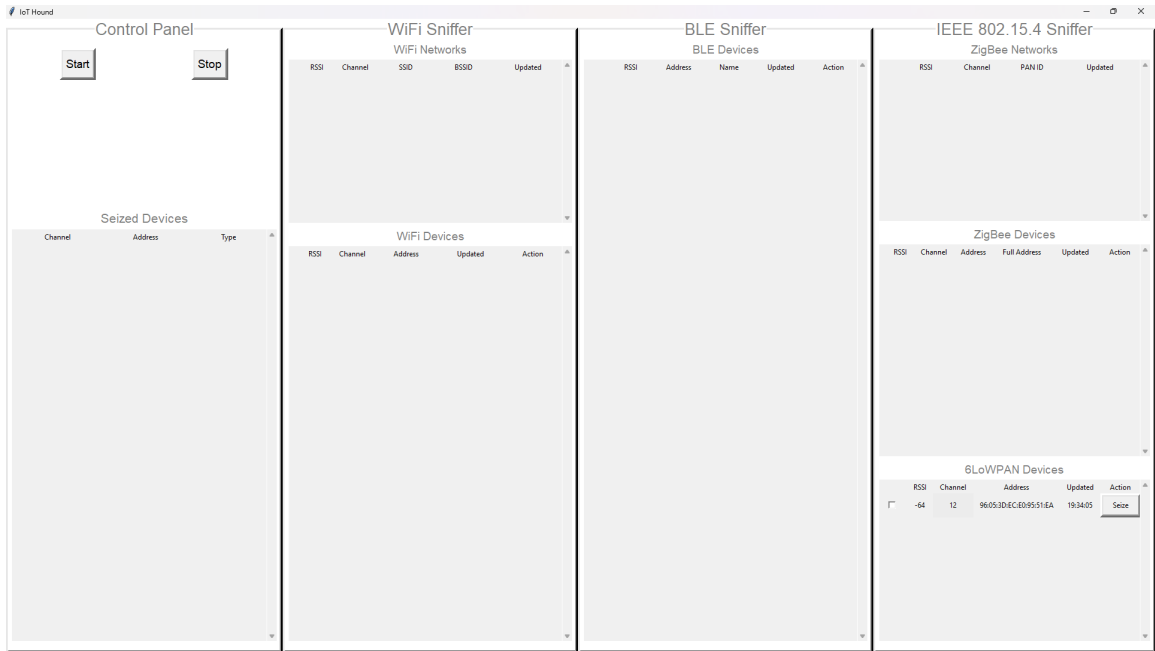 IoT Hound
Control Panel
Start
Stop
Seized Devices
Channel Address Type
WiFi Sniffer
WiFi Networks
RSSI Channel SSID BSSID Updated
WiFi Devices
RSSI Channel Address Updated Action
BLE Sniffer
BLE Devices
RSSI Address Name Updated Action
IEEE 802.15.4 Sniffer
ZigBee Networks
RSSI Channel PAN ID Updated
ZigBee Devices
RSSI Channel Address Full Address Updated Action
6LoWPAN Devices
RSSI Channel Address Updated Action
-64 12 96:05:3D:EC:E0:95:51:EA 19:34:05 Seize